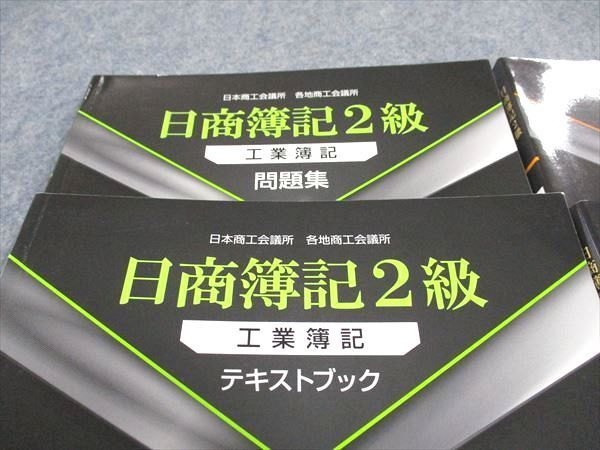 日本商工会議所 各地商工会議所
日商簿記2級
工業簿記
問題集
日本商工会議所 各地商工会議所
日商簿記2級
工業簿記
テキストブック